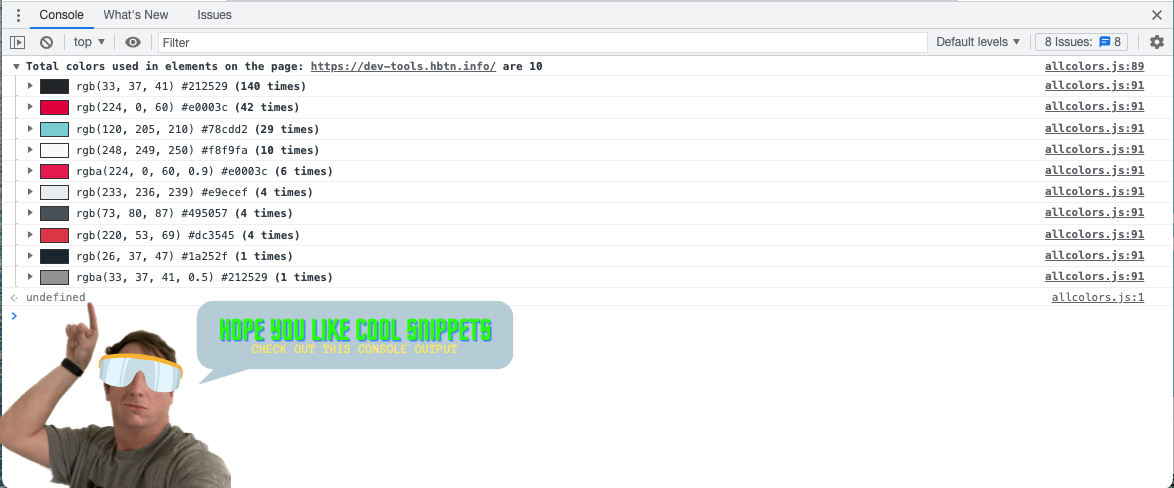 Console What's New Issues
top Filter Default levels 8 Issues: 8
Total colors used in elements on the page: https://dev-tools.hbtn.info/ are 10 allcolors.js:89
rgb(33, 37, 41) #212529 (140 times) allcolors.js:91
rgb(224, 0, 60) #e0003c (42 times) allcolors.js:91
rgb(120, 205, 210) #78cdd2 (29 times) allcolors.js:91
rgb(248, 249, 250) #f8f9fa (10 times) allcolors.js:91
rgba(224, 0, 60, 0.9) #e0003c (6 times) allcolors.js:91
rgb(233, 236, 239) #e9ecef (4 times) allcolors.js:91
rgb(73, 80, 87) #495057 (4 times) allcolors.js:91
rgb(220, 53, 69) #dc3545 (4 times) allcolors.js:91
rgb(26, 37, 47) #1a252f (1 times) allcolors.js:91
rgba(33, 37, 41, 0.5) #212529 (1 times) allcolors.js:91
undefined allcolors.js:1
HOPE YOU LIKE COOL SNIPPETS
CHECK OUT THIS CONSOLE OUTPUT